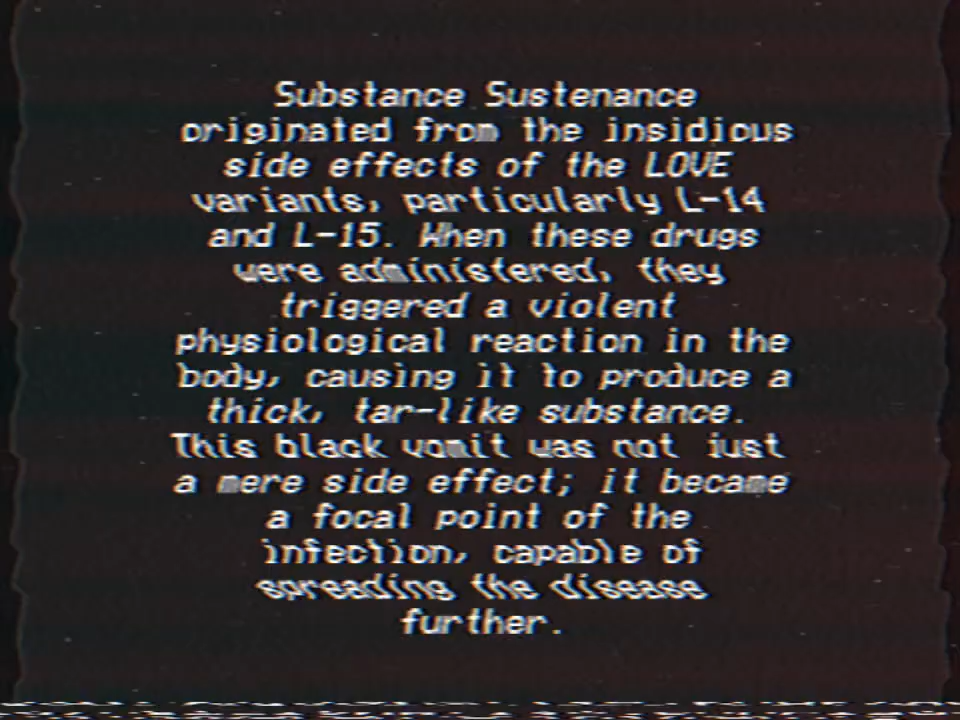 Substance Sustenance
originated from the insidious
side effects of the LOVE
variants, particularly L-14
and L-15. When these drugs
were administered, they
triggered a violent
physiological reaction in the
body, causing it to produce a
thick, tar-like substance.
This black vomit was not just
a mere side effect; it became
a focal point of the
infection, capable of
spreading the disease
further.